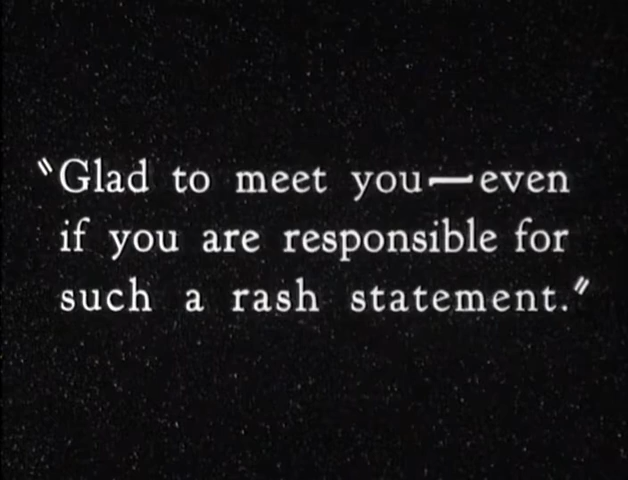 "Glad to meet you—even
if you are responsible for
such a rash statement."